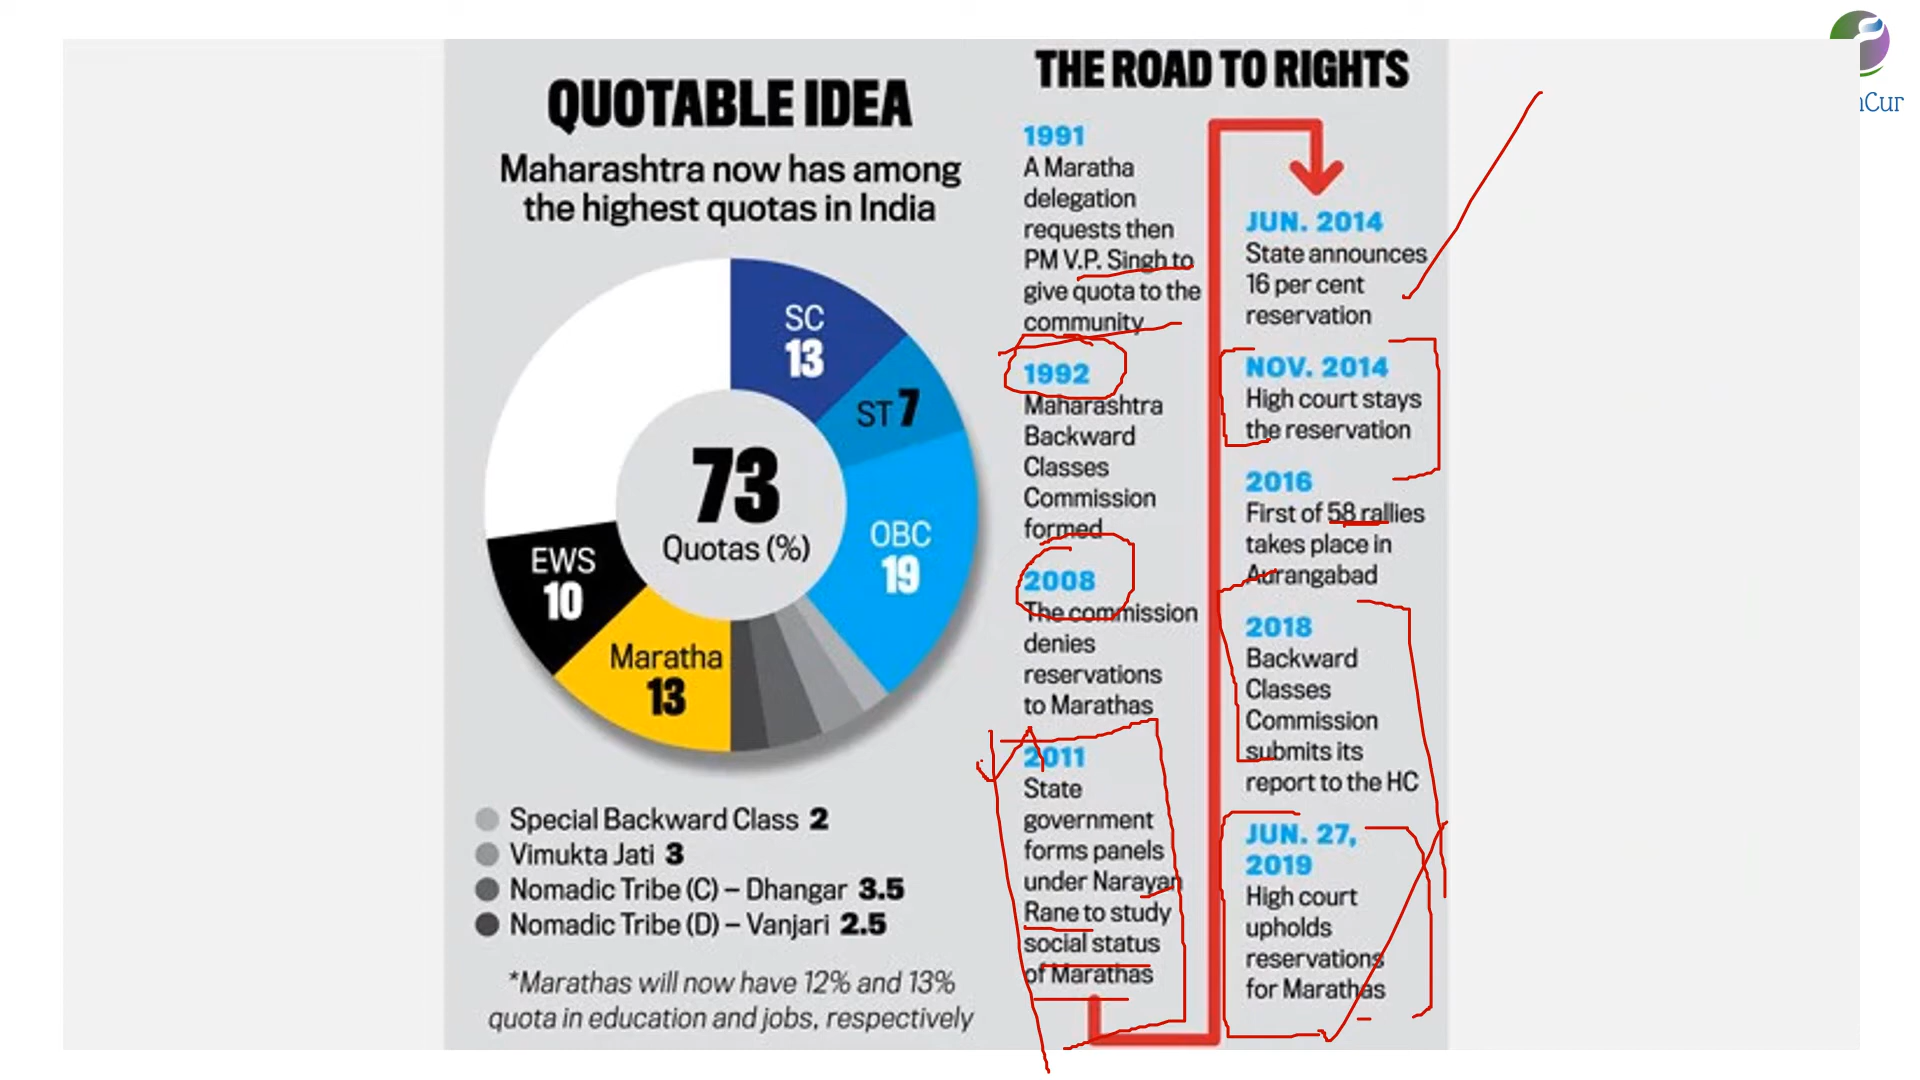 QUOTABLE IDEA
Maharashtra now has among
the highest quotas in India
SC
13
ST 7
OBC
19
73
Quotas (%)
EWS
10
Maratha
13
Special Backward Class 2
Vimukta Jati 3
Nomadic Tribe (C) – Dhangar 3.5
Nomadic Tribe (D) – Vanjari 2.5
*Marathas will now have 12% and 13%
quota in education and jobs, respectively
THE ROAD TO RIGHTS
1991
A Maratha
delegation
requests then
PM V.P. Singh to
give quota to the
community
1992
Maharashtra
Backward
Classes
Commission
formed
2008
The commission
denies
reservations
to Marathas
2011
State
government
forms panels
under Narayan
Rane to study
social status
of Marathas
JUN. 2014
State announces
16 per cent
reservation
NOV. 2014
High court stays
the reservation
2016
First of 58 rallies
takes place in
Aurangabad
2018
Backward
Classes
Commission
submits its
report to the HC
JUN. 27,
2019
High court
upholds
reservations
for Marathas